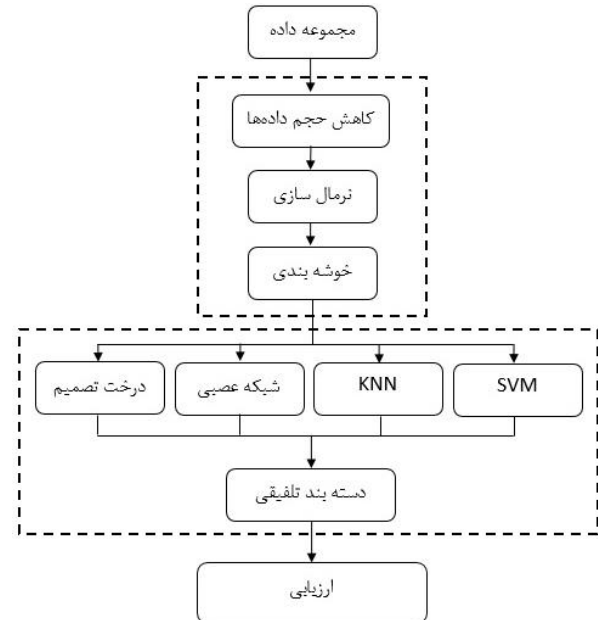 مجموعه داده
کاهش حجم داده‌ها
نرمال سازی
خوشه بندی
درخت تصمیم
شبکه عصبی
KNN
SVM
دسته بند تلفیقی
ارزیابی